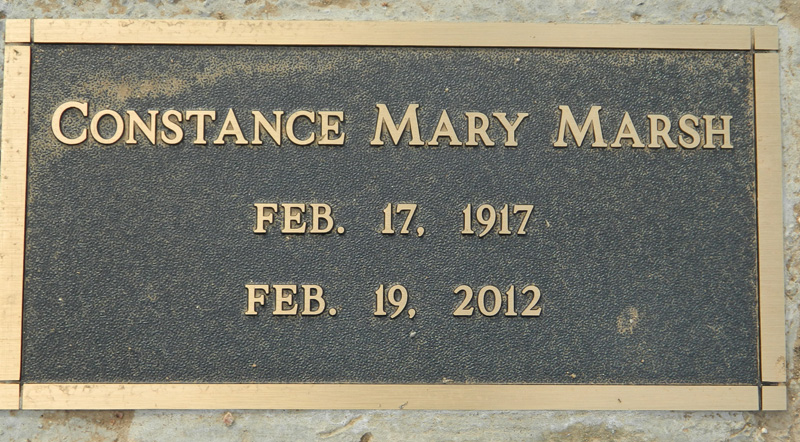 Constance Mary Marsh
FEB. 17, 1917
FEB. 19, 2012